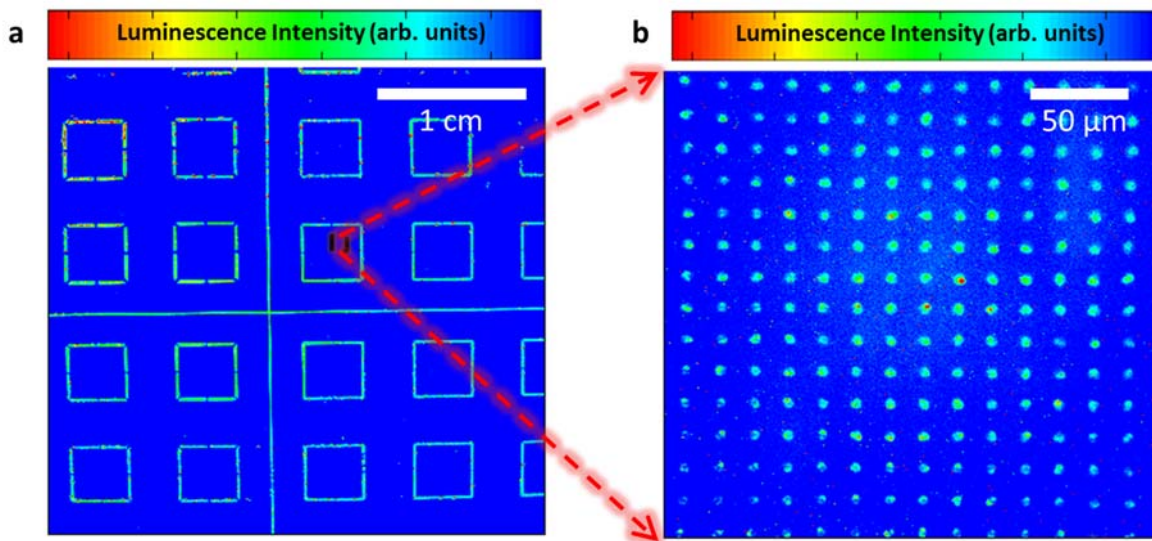 a
Luminescence Intensity (arb. units)
1 cm
b
Luminescence Intensity (arb. units)
50 μm